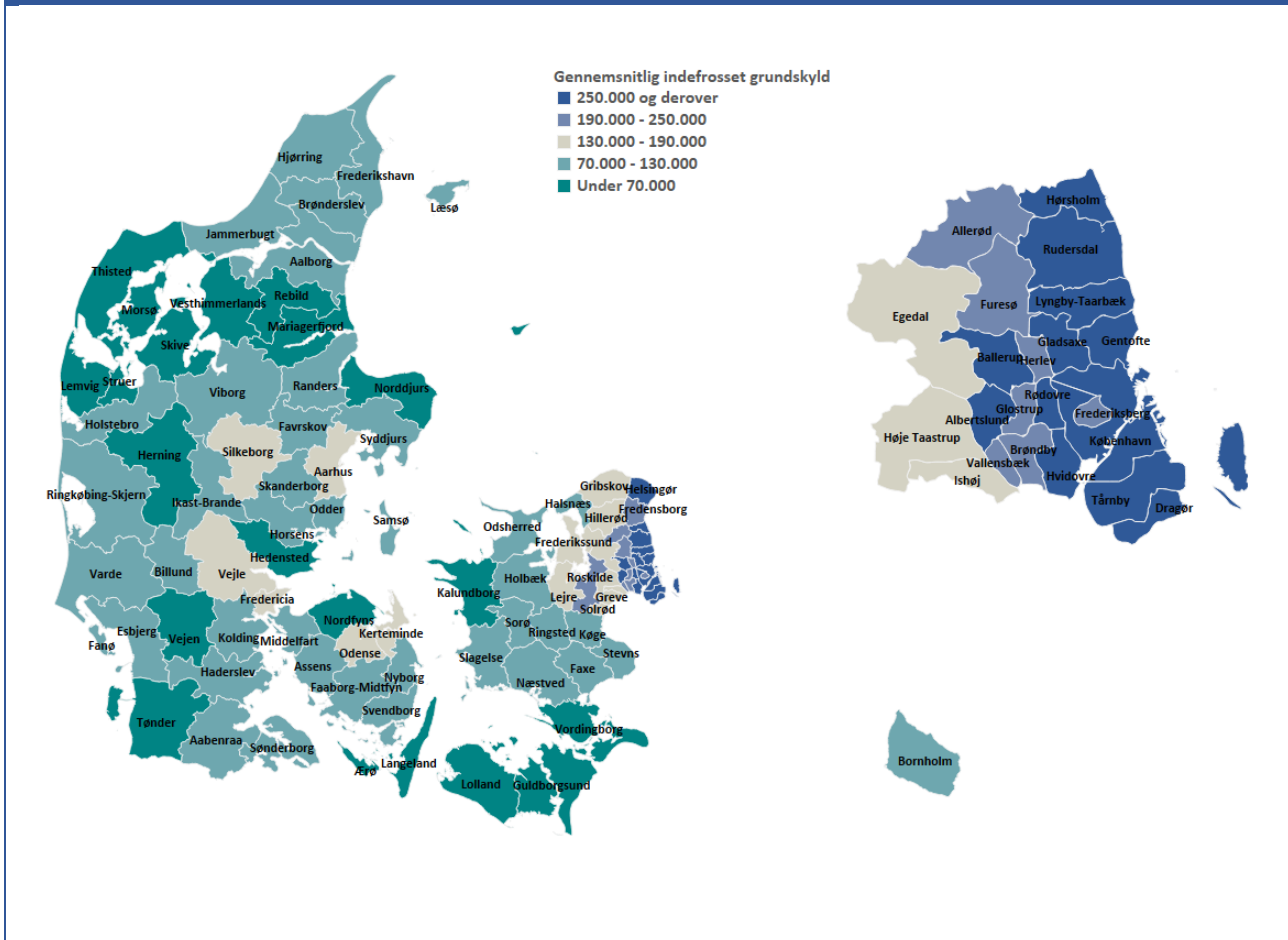 Gennemsnitlig indefrosset grundskyld
250.000 og derover
190.000 - 250.000
130.000 - 190.000
70.000 - 130.000
Under 70.000
Hjørring
Frederikshavn
Brønderslev
Læsø
Jammerbugt
Aalborg
Thisted
Vesthimmerlands
Rebild
Morsø
Mariagerfjord
Skive
Lemvig
Struer
Viborg
Randers
Norddjurs
Holstebro
Favrskov
Syddjurs
Herning
Silkeborg
Aarhus
Skanderborg
Ringkøbing-Skjern
Ikast-Brande
Odder
Samsø
Horsens
Hedensted
Varde
Billund
Vejle
Fredericia
Esbjerg
Fanø
Vejen
Kolding
Middelfart
Nordfyns
Kerteminde
Odense
Assens
Haderslev
Nyborg
Faaborg-Midtfyn
Svendborg
Tønder
Aabenraa
Sønderborg
Ærø
Langeland
Gribskov
Helsingør
Halsnæs
Hillerød
Fredensborg
Odsherred
Frederikssund
Holbæk
Roskilde
Kalundborg
Lejre
Greve
Solrød
Sorø
Ringsted
Køge
Slagelse
Stevns
Faxe
Næstved
Vordingborg
Lolland
Guldborgsund
Hørsholm
Allerød
Rudersdal
Furesø
Lyngby-Taarbæk
Egedal
Gladsaxe
Gentofte
Ballerup
Herlev
Rødovre
Glostrup
Frederiksberg
Albertslund
Høje Taastrup
København
Brøndby
Vallensbæk
Ishøj
Hvidovre
Tårnby
Dragør
Bornholm